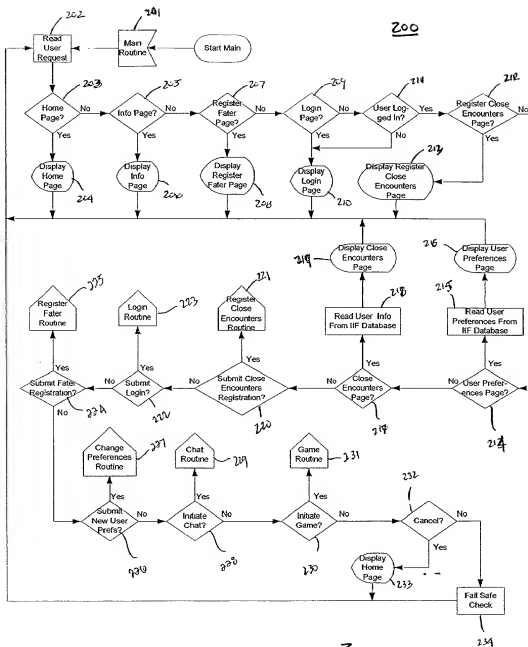 200
202
201
Read
User
Request
Main
Routine
Start Main
203
205
207
209
211
212
Home
Page?
No
Info Page?
No
Register
Fater
Page?
No
Login
Page?
No
User Log-
ged In?
Yes
Register Close
Encounters
Page?
No
Yes
Yes
Yes
Yes
No
Yes
Display
Home
Page
Display
Info
Page
Display
Register
Fater Page
Display
Login
Page
Display Register
Close
Encounters
Page
213
204
206
208
210
219
Display Close
Encounters
Page
216
Display User
Preferences
Page
225
223
221
218
215
Register
Fater
Routine
Login
Routine
Register
Close
Encounters
Routine
Read User Info
From IIF Database
Read User
Preferences From
IIF Database
Yes
Yes
Yes
Yes
Yes
Submit Fater
Registration?
No
Submit
Login?
No
Submit Close
Encounters
Registration?
No
Close
Encounters
Page?
No
User Prefer-
ences Page?
224
No
222
220
217
214
227
229
231
Change
Preferences
Routine
Chat
Routine
Game
Routine
232
Yes
Yes
Yes
Submit
New User
Prefs?
No
Initiate
Chat?
No
Initiate
Game?
No
Cancel?
No
226
228
230
Yes
Display
Home
Page
233
Fail Safe
Check
234